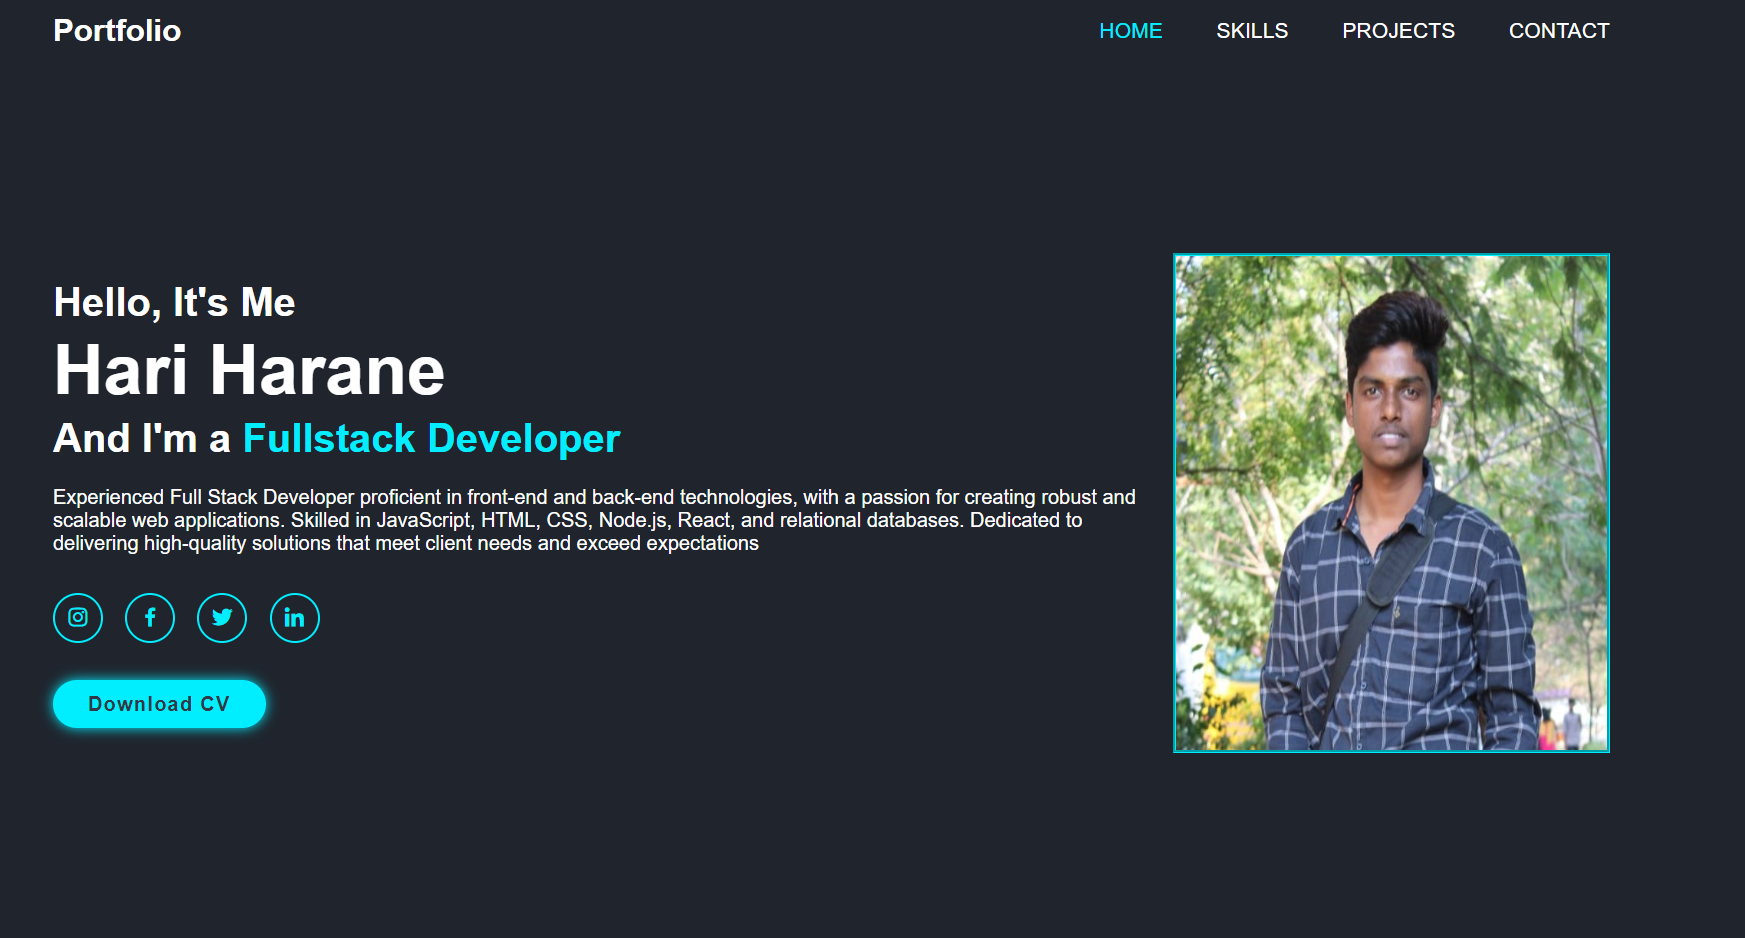 Portfolio
HOME SKILLS PROJECTS CONTACT
Hello, It's Me
Hari Harane
And I'm a Fullstack Developer
Experienced Full Stack Developer proficient in front-end and back-end technologies, with a passion for creating robust and
scalable web applications. Skilled in JavaScript, HTML, CSS, Node.js, React, and relational databases. Dedicated to
delivering high-quality solutions that meet client needs and exceed expectations
Download CV